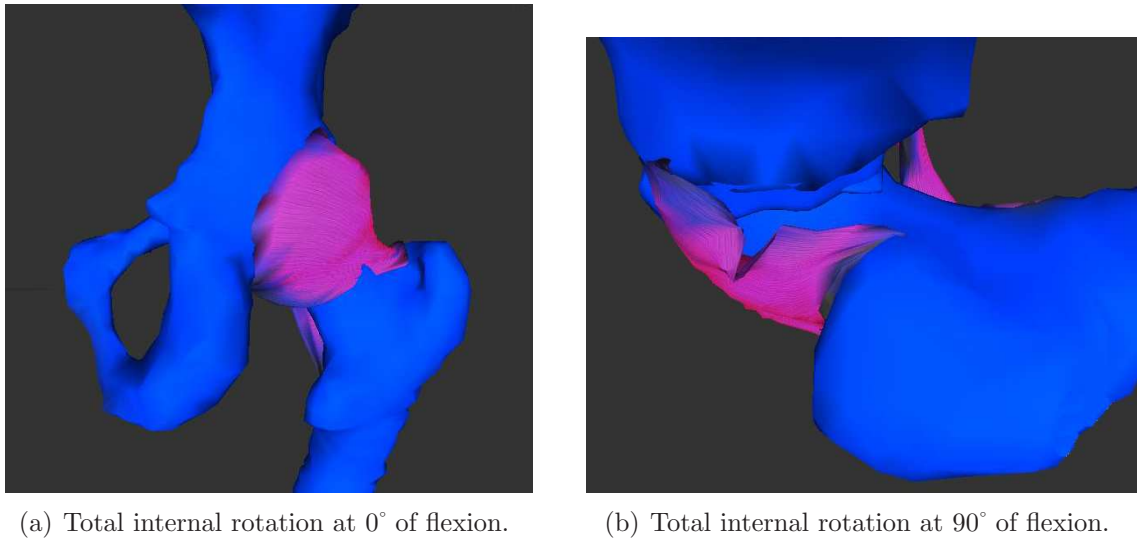 (a) Total internal rotation at 0° of flexion.
(b) Total internal rotation at 90° of flexion.